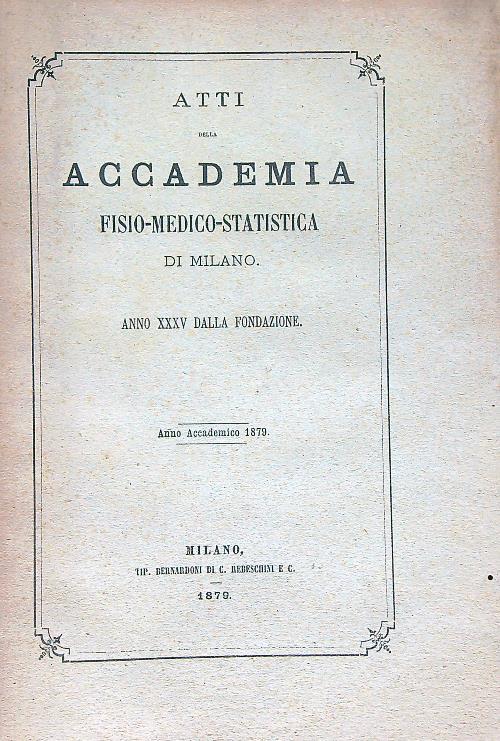 ATTI
DELLA
ACCADEMIA
FISIO-MEDICO-STATISTICA
DI MILANO.
ANNO XXXV DALLA FONDAZIONE.
Anno Accademico 1879.
MILANO,
TIP. BERNARDONI DI C. REBESCHINI E C.
1879.